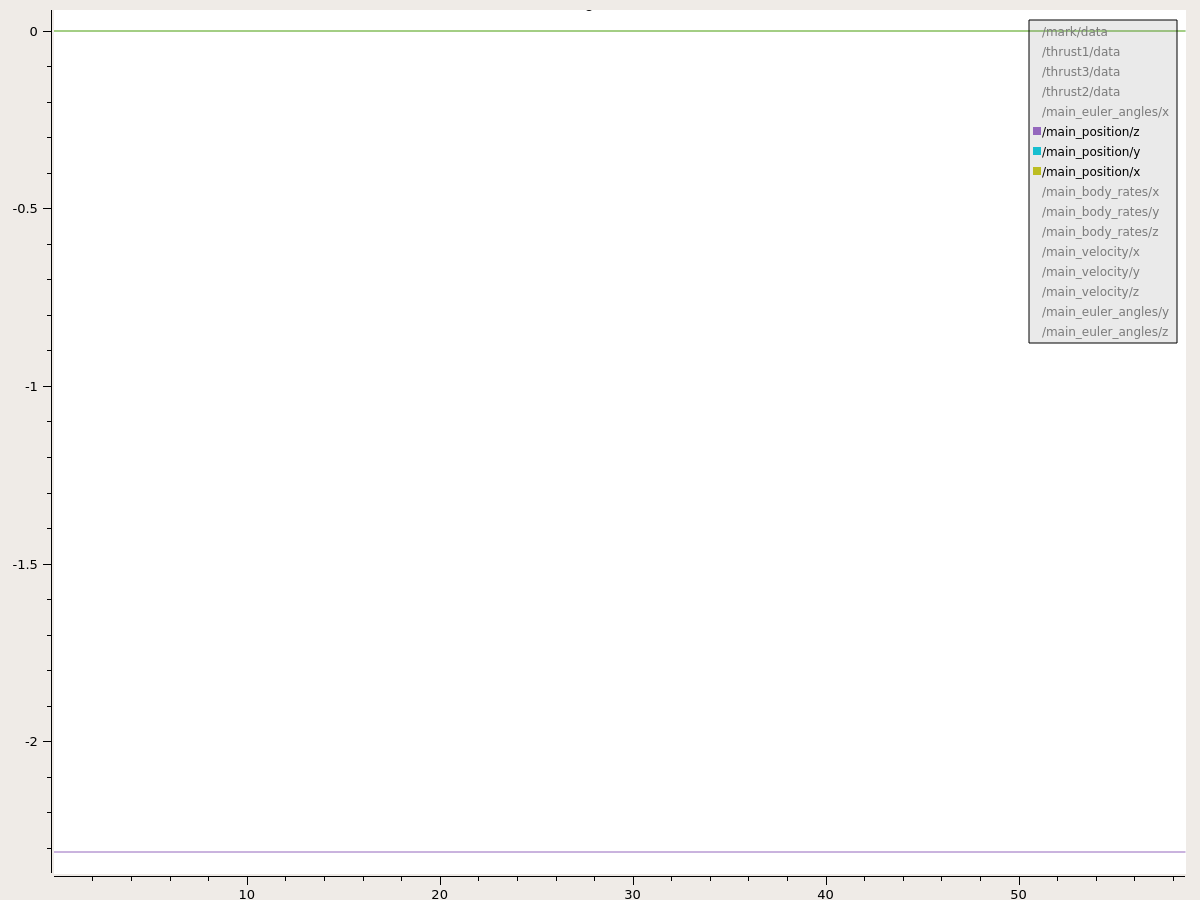 0
-0.5
-1
-1.5
-2
10 20 30 40 50
/mark/data
/thrust1/data
/thrust3/data
/thrust2/data
/main_euler_angles/x
/main_position/z
/main_position/y
/main_position/x
/main_body_rates/x
/main_body_rates/y
/main_body_rates/z
/main_velocity/x
/main_velocity/y
/main_velocity/z
/main_euler_angles/y
/main_euler_angles/z